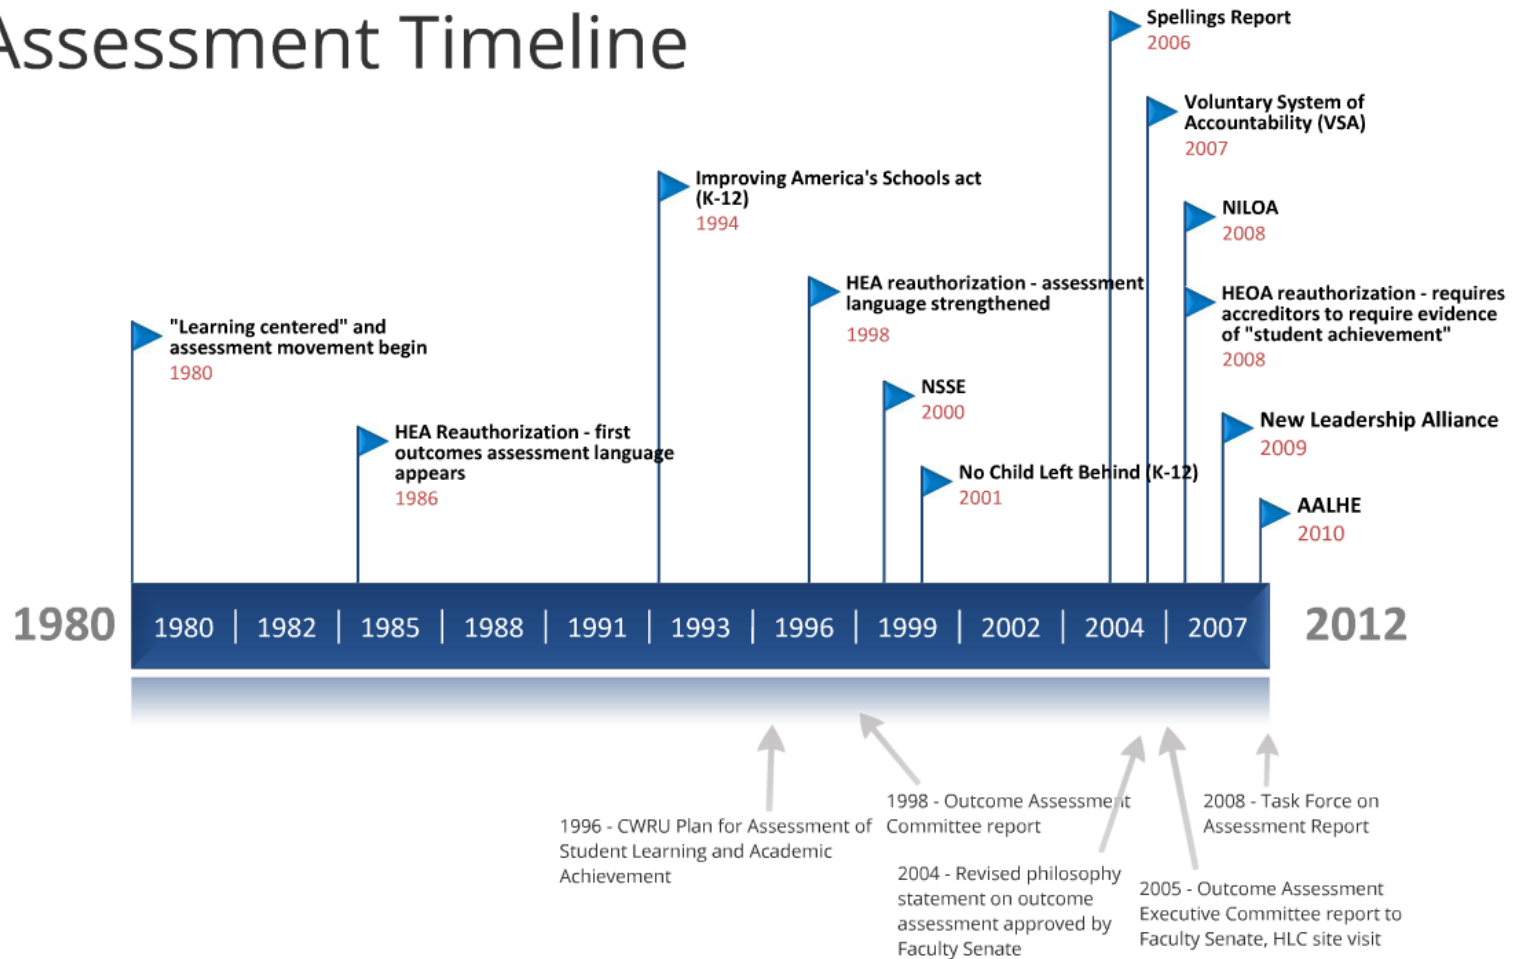 Assessment Timeline
Spellings Report
2006
Voluntary System of
Accountability (VSA)
2007
Improving America's Schools act
(K-12)
1994
NILOA
2008
HEA reauthorization - assessment
language strengthened
1998
HEOA reauthorization - requires
accreditors to require evidence
of "student achievement"
2008
"Learning centered" and
assessment movement begin
1980
NSSE
2000
New Leadership Alliance
2009
HEA Reauthorization - first
outcomes assessment language
appears
1986
No Child Left Behind (K-12)
2001
AALHE
2010
1980
1980 | 1982 | 1985 | 1988 | 1991 | 1993 | 1996 | 1999 | 2002 | 2004 | 2007
2012
1996 - CWRU Plan for Assessment of
Student Learning and Academic
Achievement
1998 - Outcome Assessment
Committee report
2004 - Revised philosophy
statement on outcome
assessment approved by
Faculty Senate
2005 - Outcome Assessment
Executive Committee report to
Faculty Senate, HLC site visit
2008 - Task Force on
Assessment Report